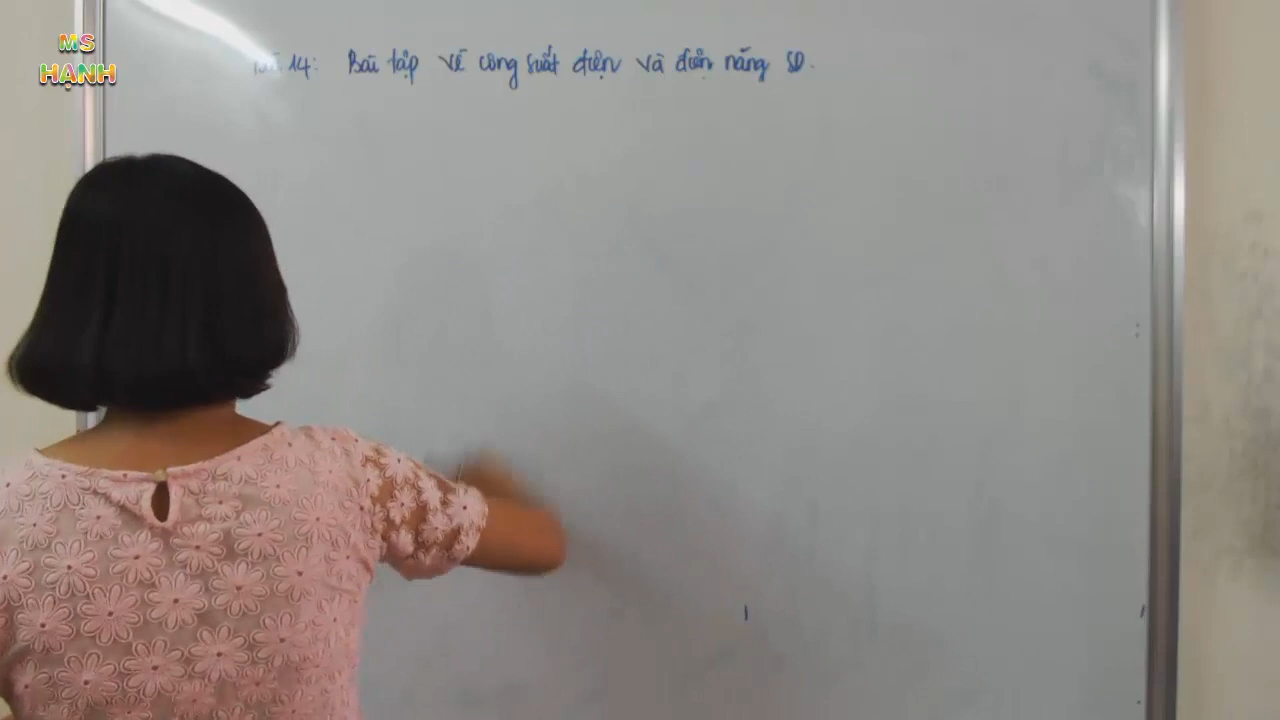 MS
HẠNH
Bài 14: Bài tập về công suất điện và điện năng SD.